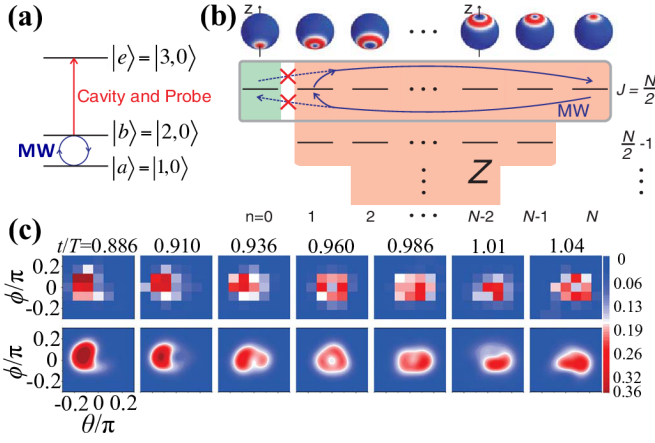 (a)
|e⟩=|3,0⟩
Cavity and Probe
|b⟩=|2,0⟩
MW
|a⟩=|1,0⟩
(b)
z
z
...
...
MW
J = N/2
...
N/2 -1
Z
n=0 1 2 ... N-2 N-1 N
(c)
t/T=0.886 0.910 0.936 0.960 0.986 1.01 1.04
ϕ/π
0.2
0
-0.2
ϕ/π
0.2
0
-0.2
-0.2 0 0.2
θ/π
0
0.06
0.13
0.19
0.26
0.32
0.36